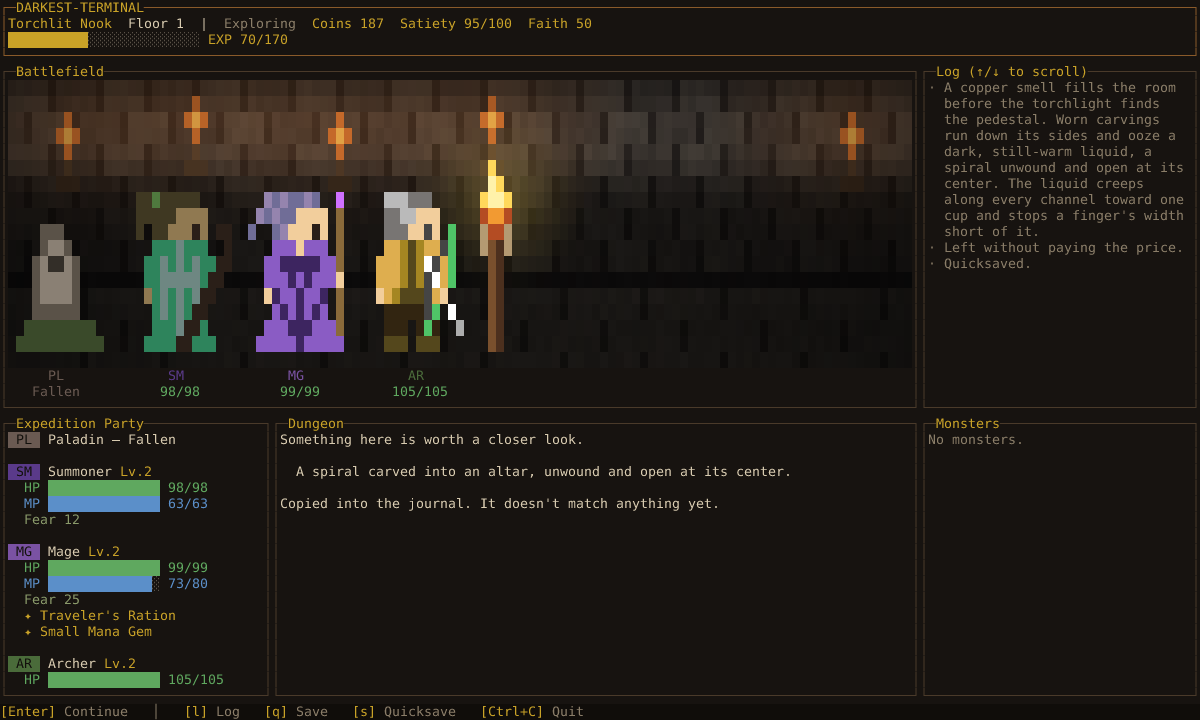 DARKEST-TERMINAL
Torchlit Nook  Floor 1  |  Exploring  Coins 187  Satiety 95/100  Faith 50
EXP 70/170
Battlefield
PL SM MG AR
Fallen 98/98 99/99 105/105
Log (↑/↓ to scroll)
· A copper smell fills the room
before the torchlight finds
the pedestal. Worn carvings
run down its sides and ooze a
dark, still-warm liquid, a
spiral unwound and open at its
center. The liquid creeps
along every channel toward one
cup and stops a finger's width
short of it.
· Left without paying the price.
· Quicksaved.
Expedition Party
PL Paladin — Fallen
SM Summoner Lv.2
HP 98/98
MP 63/63
Fear 12
MG Mage Lv.2
HP 99/99
MP 73/80
Fear 25
✦ Traveler's Ration
✦ Small Mana Gem
AR Archer Lv.2
HP 105/105
Dungeon
Something here is worth a closer look.
A spiral carved into an altar, unwound and open at its center.
Copied into the journal. It doesn't match anything yet.
Monsters
No monsters.
[Enter] Continue  │  [l] Log  [q] Save  [s] Quicksave  [Ctrl+C] Quit